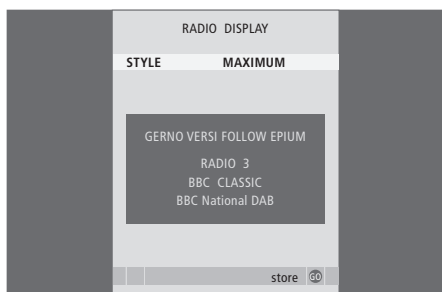 RADIO DISPLAY
STYLE MAXIMUM
GERNO VERSI FOLLOW EPIUM
RADIO 3
BBC CLASSIC
BBC National DAB
store GO